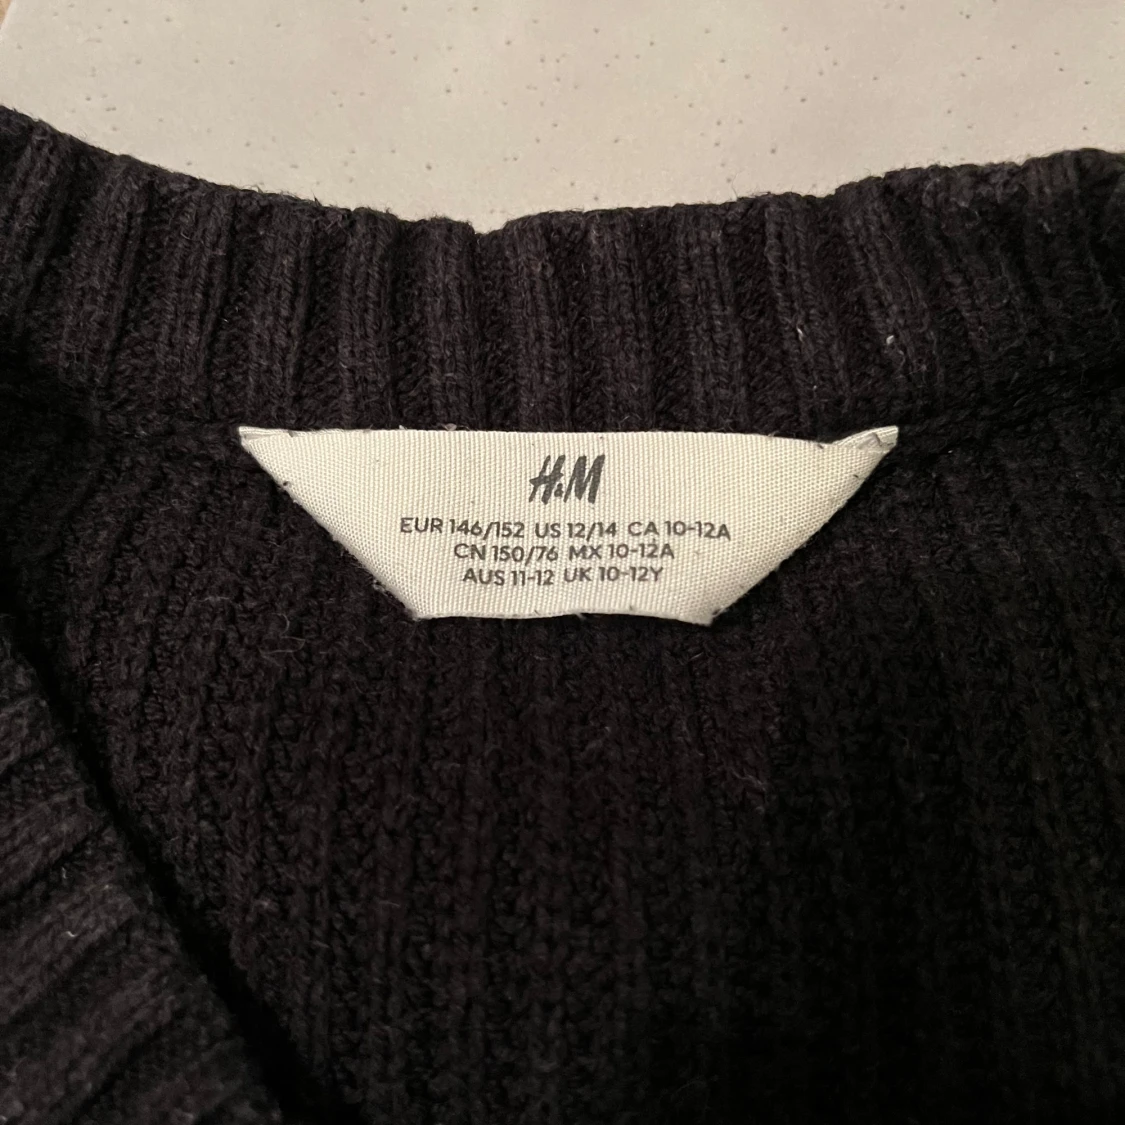 H&M
EUR 146/152 US 12/14 CA 10-12A
CN 150/76 MX 10-12A
AUS 11-12 UK 10-12Y